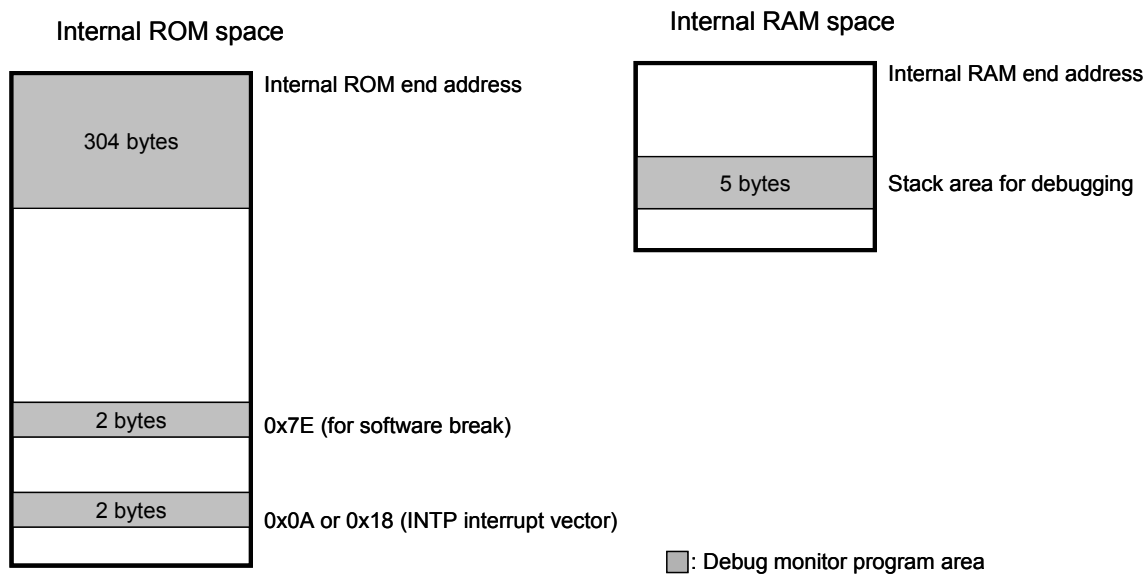 Internal ROM space
Internal ROM end address
304 bytes
2 bytes
0x7E (for software break)
2 bytes
0x0A or 0x18 (INTP interrupt vector)
Internal RAM space
Internal RAM end address
5 bytes
Stack area for debugging
: Debug monitor program area